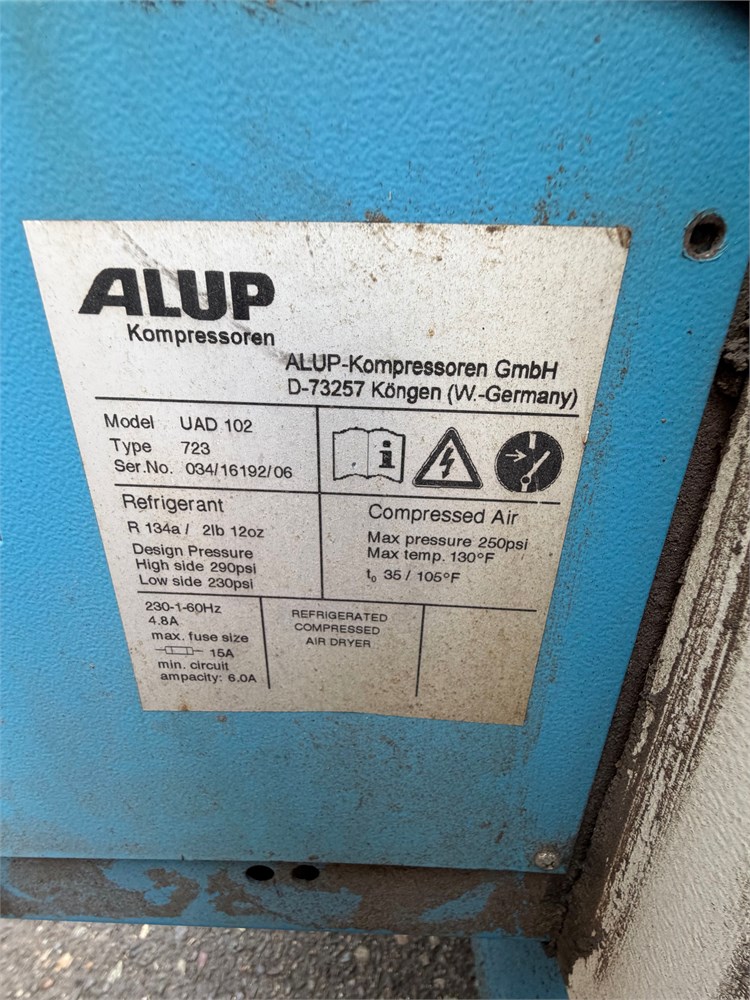 ALUP
Kompressoren
ALUP-Kompressoren GmbH
D-73257 Köngen (W.-Germany)
Model UAD 102
Type 723
Ser.No. 034/16192/06
Refrigerant
R 134a / 2lb 12oz
Design Pressure
High side 290psi
Low side 230psi
Compressed Air
Max pressure 250psi
Max temp. 130°F
t₀ 35 / 105°F
230-1-60Hz
4.8A
max. fuse size
15A
min. circuit
ampacity: 6.0A
REFRIGERATED
COMPRESSED
AIR DRYER